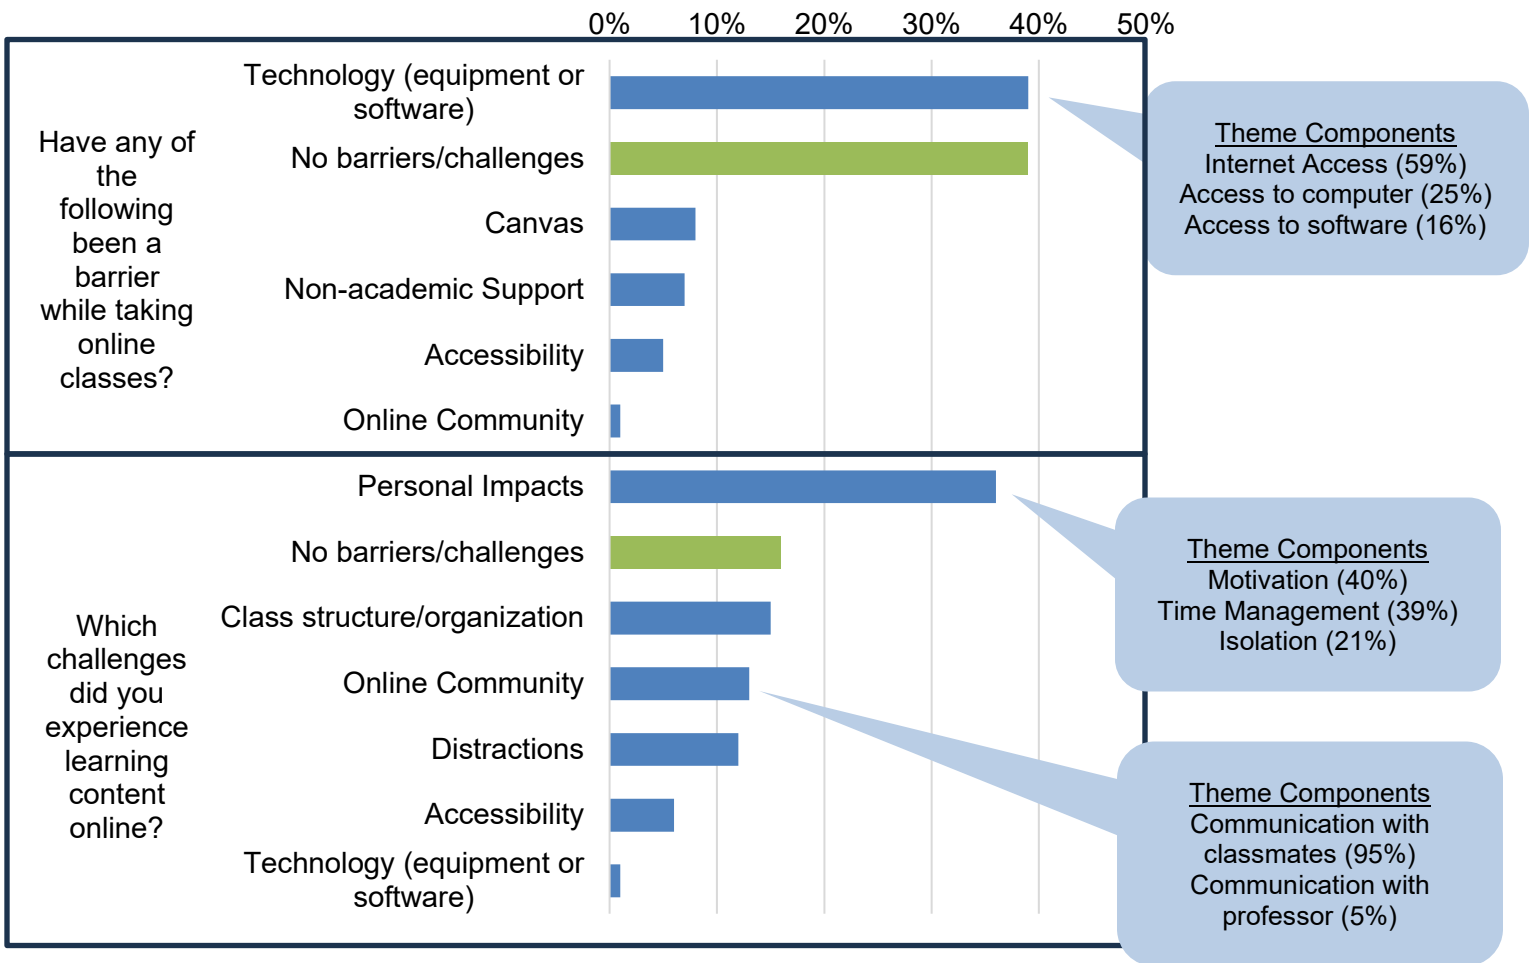 0% 10% 20% 30% 40% 50%
Have any of
the
following
been a
barrier
while taking
online
classes?
Technology (equipment or
software)
No barriers/challenges
Canvas
Non-academic Support
Accessibility
Online Community
Theme Components
Internet Access (59%)
Access to computer (25%)
Access to software (16%)
Which
challenges
did you
experience
learning
content
online?
Personal Impacts
No barriers/challenges
Class structure/organization
Online Community
Distractions
Accessibility
Technology (equipment or
software)
Theme Components
Motivation (40%)
Time Management (39%)
Isolation (21%)
Theme Components
Communication with
classmates (95%)
Communication with
professor (5%)